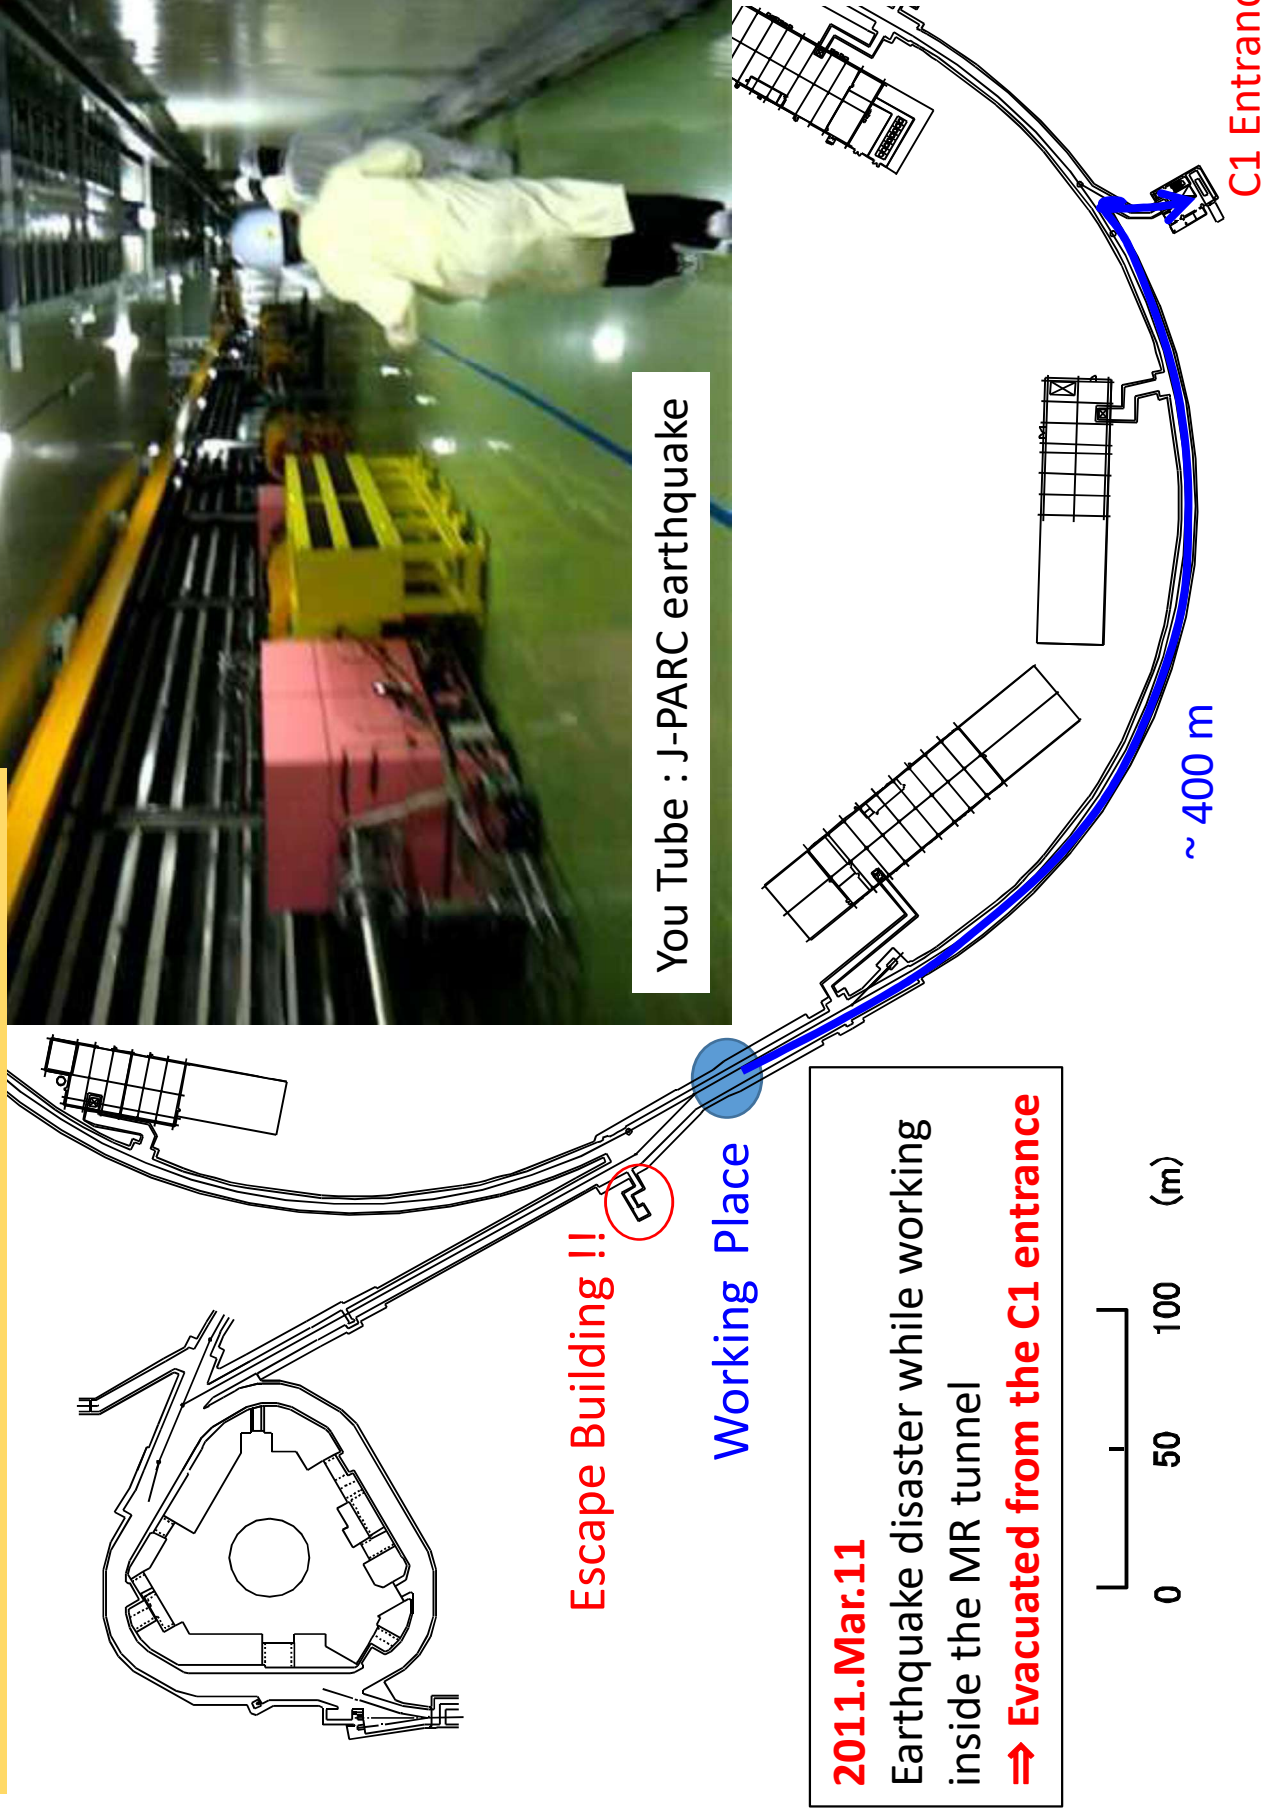 You Tube : J-PARC earthquake
C1 Entranc
~ 400 m
Escape Building !!
Working Place
2011.Mar.11
Earthquake disaster while working
inside the MR tunnel
⇒ Evacuated from the C1 entrance
0 50 100 (m)